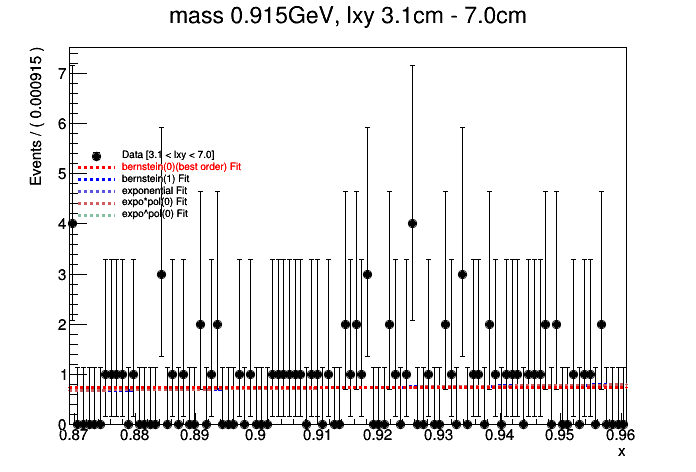 mass 0.915GeV, lxy 3.1cm - 7.0cm
Events / ( 0.000915 )
7
6
5
4
3
2
1
0
Data [3.1 < lxy < 7.0]
bernstein(0)(best order) Fit
bernstein(1) Fit
exponential Fit
expo*pol(0) Fit
expo^pol(0) Fit
0.87 0.88 0.89 0.9 0.91 0.92 0.93 0.94 0.95 0.96
x